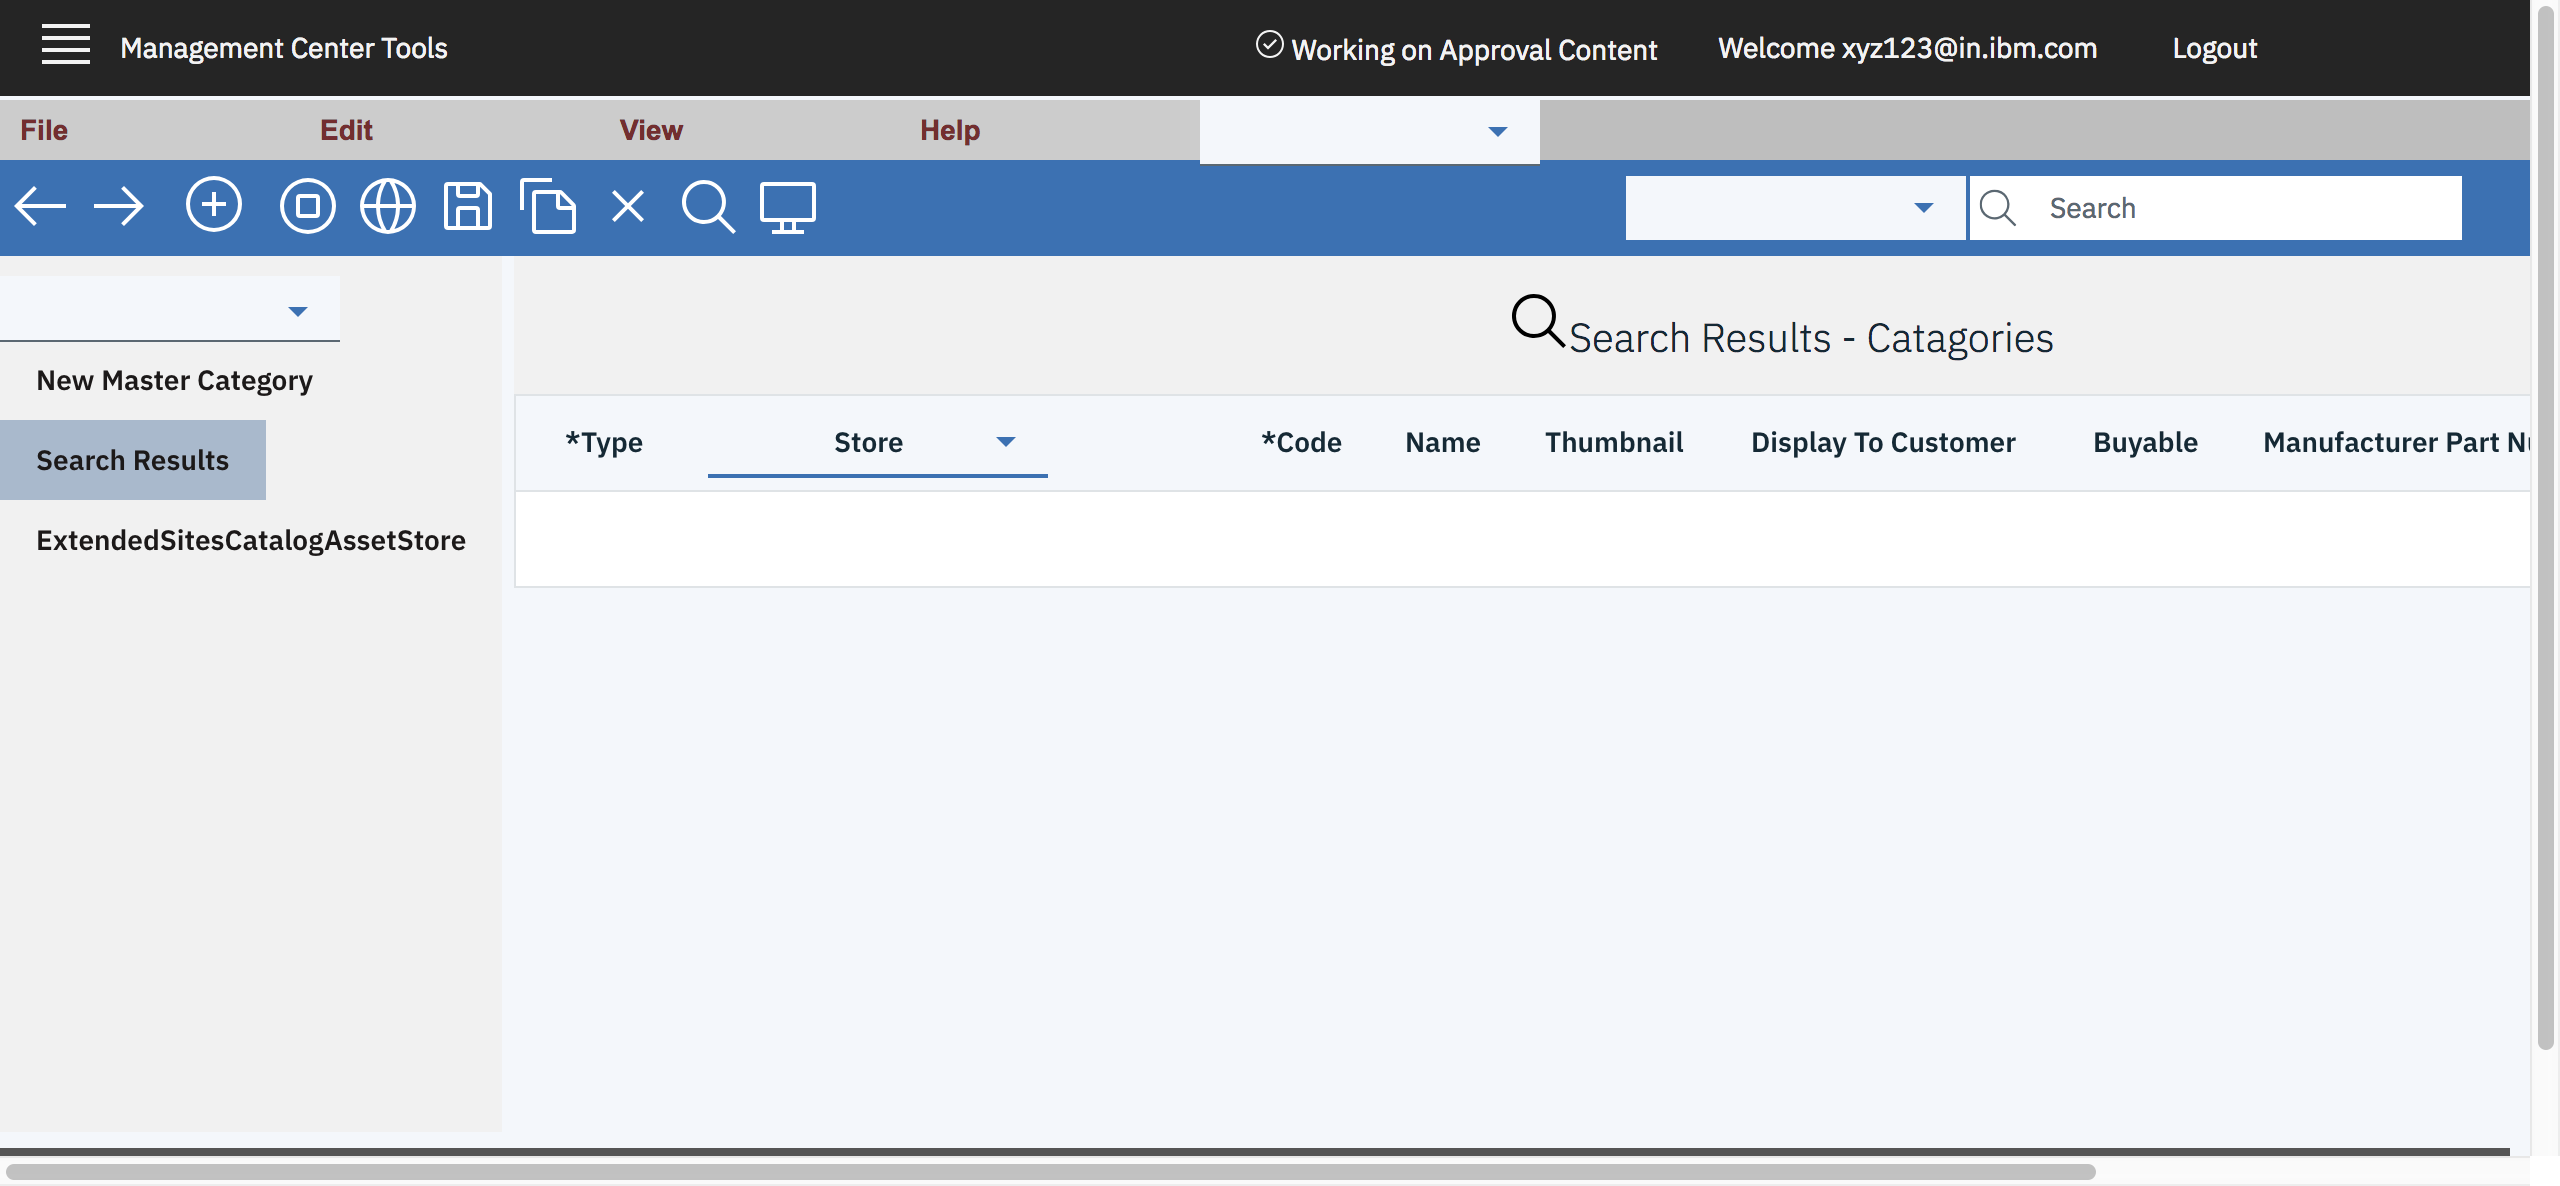 Management Center Tools
Working on Approval Content
Welcome xyz123@in.ibm.com
Logout
File
Edit
View
Help
Search
New Master Category
Search Results
ExtendedSitesCatalogAssetStore
Search Results - Catagories
*Type
Store
*Code
Name
Thumbnail
Display To Customer
Buyable
Manufacturer Part